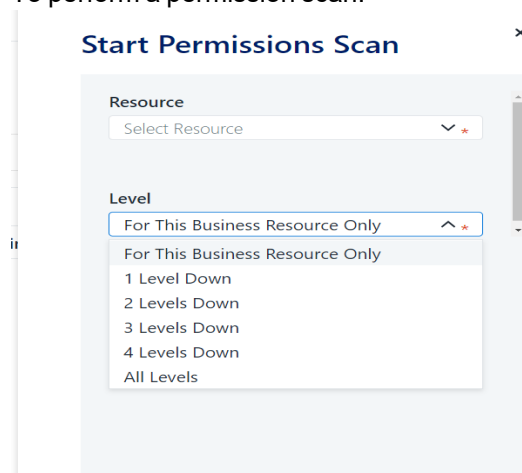 To perform a permission scan:
Start Permissions Scan
Resource
Select Resource
*
Level
For This Business Resource Only
*
For This Business Resource Only
1 Level Down
2 Levels Down
3 Levels Down
4 Levels Down
All Levels